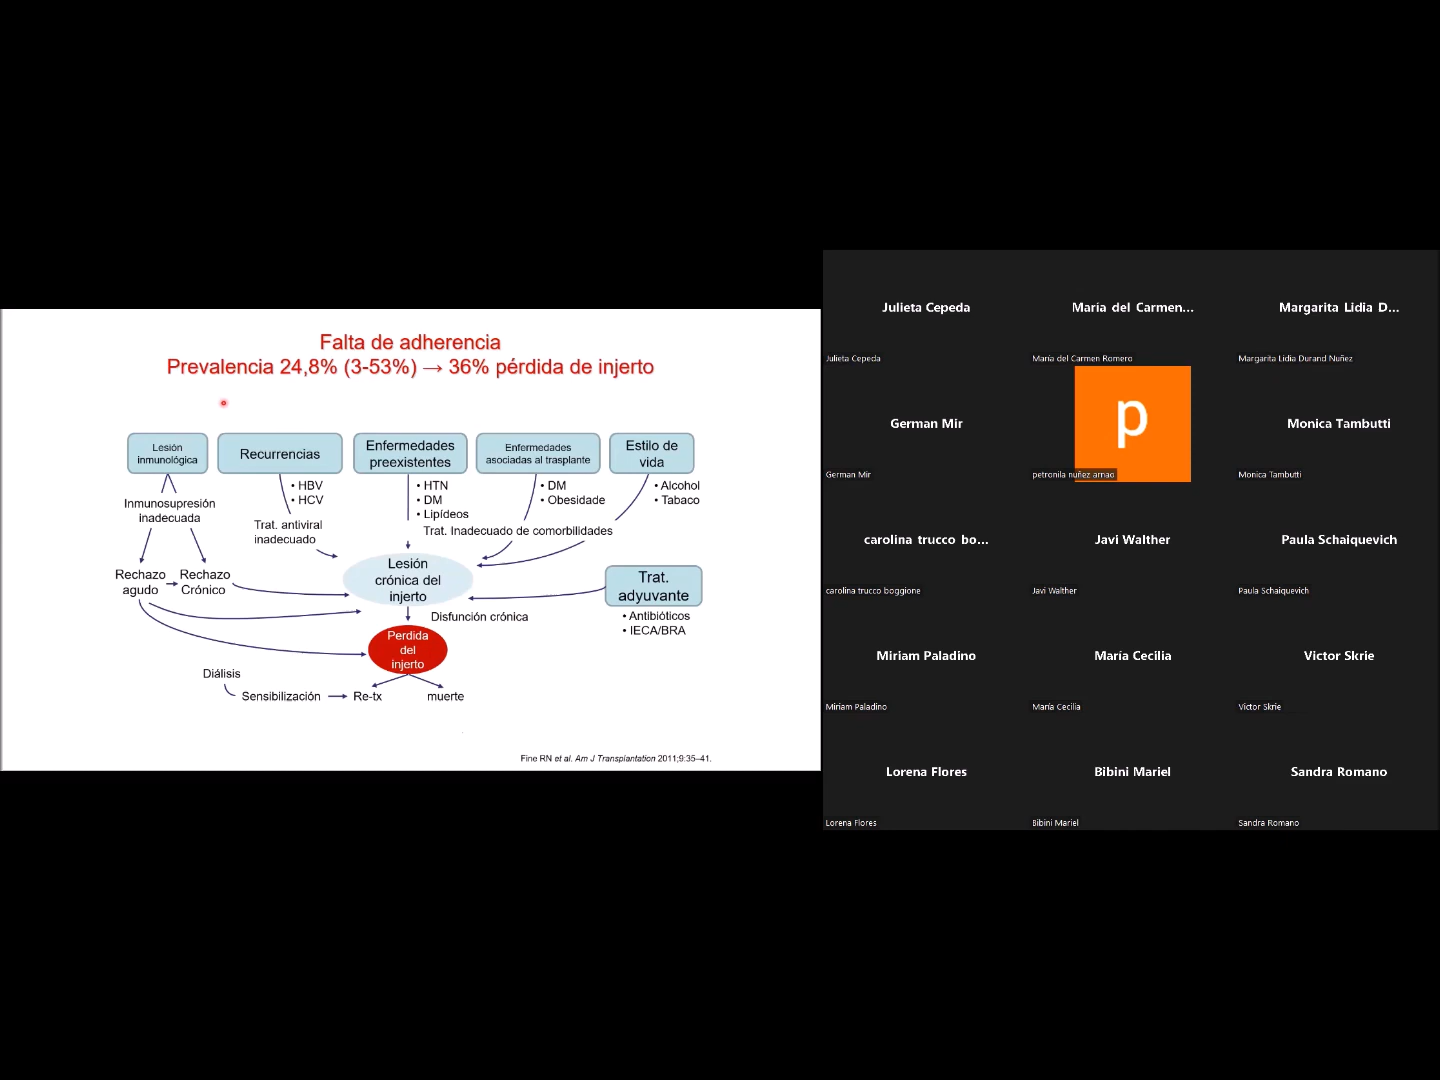 Falta de adherencia
Prevalencia 24,8% (3-53%) → 36% pérdida de injerto
Lesión
inmunológica
Recurrencias
Enfermedades
preexistentes
Enfermedades
asociadas al trasplante
Estilo de
vida
Inmunosupresión
inadecuada
• HBV
• HCV
Trat. antiviral
inadecuado
• HTN
• DM
• Lipídeos
• DM
• Obesidade
• Alcohol
• Tabaco
Trat. Inadecuado de comorbilidades
Rechazo
agudo
Rechazo
Crónico
Lesión
crónica del
injerto
Trat.
adyuvante
• Antibióticos
• IECA/BRA
Disfunción crónica
Perdida
del
injerto
Diálisis
Sensibilización
Re-tx
muerte
Fine RN et al. Am J Transplantation 2011;9:35–41.
Julieta Cepeda
María del Carmen...
Margarita Lidia D...
Julieta Cepeda
María del Carmen Romero
Margarita Lidia Durand Nuñez
German Mir
p
Monica Tambutti
German Mir
petronila nuñez arnao
Monica Tambutti
carolina trucco bo...
Javi Walther
Paula Schaiquevich
carolina trucco boggione
Javi Walther
Paula Schaiquevich
Miriam Paladino
María Cecilia
Victor Skrie
Miriam Paladino
María Cecilia
Victor Skrie
Lorena Flores
Bibini Mariel
Sandra Romano
Lorena Flores
Bibini Mariel
Sandra Romano